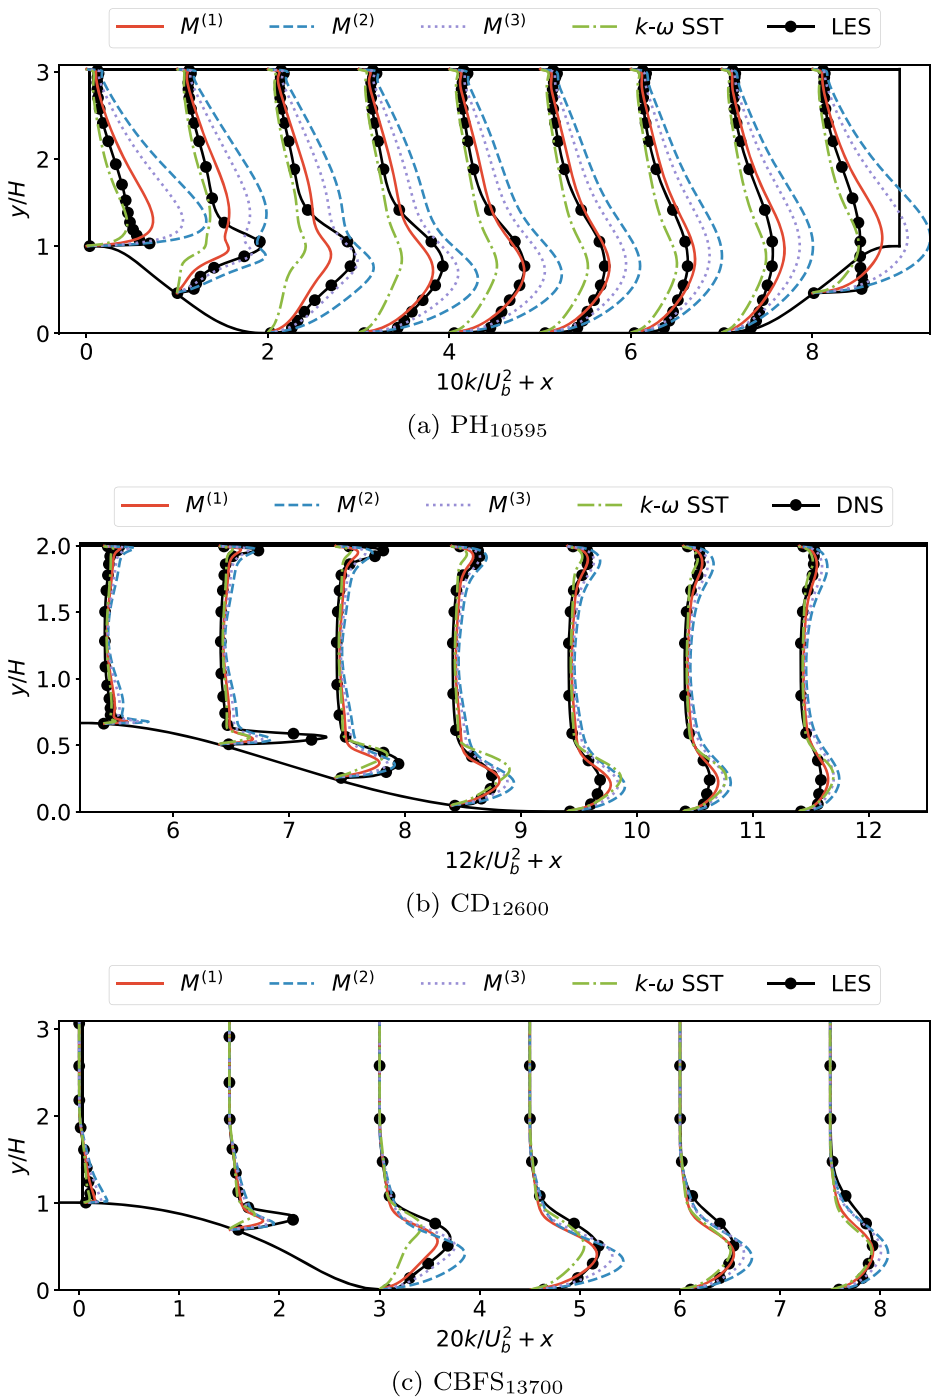 M^(1) M^(2) M^(3) k-ω SST LES
3
2
1
0
y/H
0 2 4 6 8
10k/U_b^2 + x
(a) PH_10595
M^(1) M^(2) M^(3) k-ω SST DNS
2.0
1.5
1.0
0.5
0.0
y/H
6 7 8 9 10 11 12
12k/U_b^2 + x
(b) CD_12600
M^(1) M^(2) M^(3) k-ω SST LES
3
2
1
0
y/H
0 1 2 3 4 5 6 7 8
20k/U_b^2 + x
(c) CBFS_13700